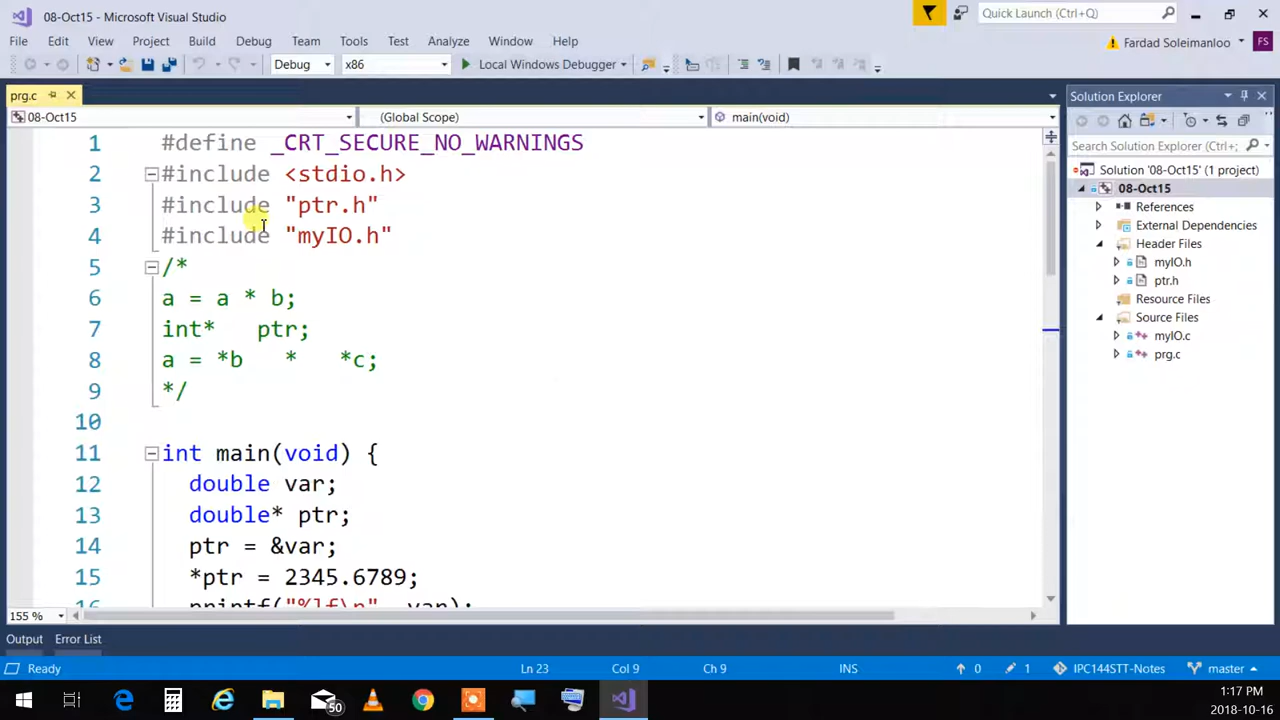 08-Oct15 - Microsoft Visual Studio
Quick Launch (Ctrl+Q)
File Edit View Project Build Debug Team Tools Test Analyze Window Help
Fardad Soleimanloo FS
Debug x86 Local Windows Debugger
prg.c
08-Oct15 (Global Scope) main(void)
1 #define _CRT_SECURE_NO_WARNINGS
2 #include <stdio.h>
3 #include "ptr.h"
4 #include "myIO.h"
5 /*
6 a = a * b;
7 int* ptr;
8 a = *b * *c;
9 */
10
11 int main(void) {
12 double var;
13 double* ptr;
14 ptr = &var;
15 *ptr = 2345.6789;
16 printf("%lf\n", var);
155 %
Solution Explorer
Search Solution Explorer (Ctrl+;
Solution '08-Oct15' (1 project)
08-Oct15
References
External Dependencies
Header Files
myIO.h
ptr.h
Resource Files
Source Files
myIO.c
prg.c
Output Error List
Ready Ln 23 Col 9 Ch 9 INS 0 1 IPC144STT-Notes master
50
1:17 PM
2018-10-16